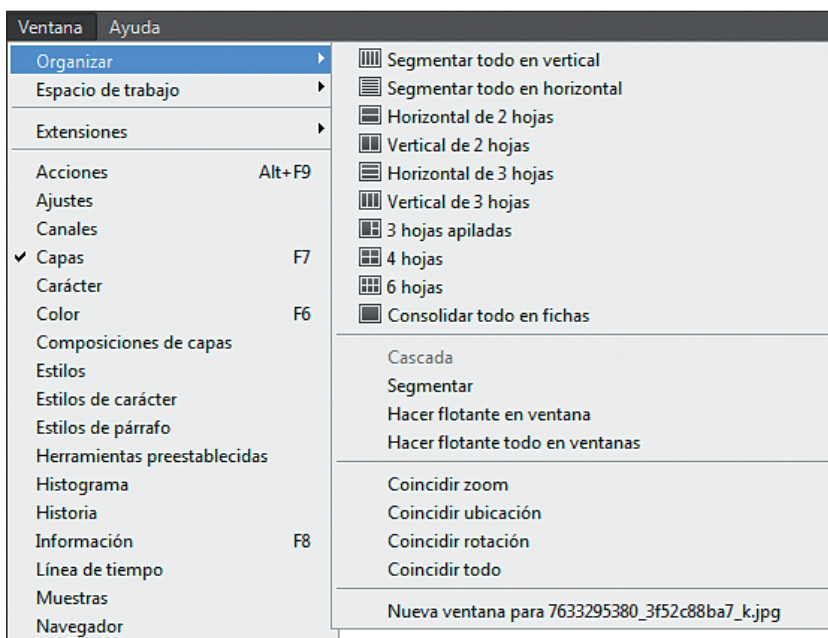 Ventana Ayuda
Organizar
Espacio de trabajo
Extensiones
Acciones Alt+F9
Ajustes
Canales
Capas F7
Carácter
Color F6
Composiciones de capas
Estilos
Estilos de carácter
Estilos de párrafo
Herramientas preestablecidas
Histograma
Historia
Información F8
Línea de tiempo
Muestras
Navegador
Segmentar todo en vertical
Segmentar todo en horizontal
Horizontal de 2 hojas
Vertical de 2 hojas
Horizontal de 3 hojas
Vertical de 3 hojas
3 hojas apiladas
4 hojas
6 hojas
Consolidar todo en fichas
Cascada
Segmentar
Hacer flotante en ventana
Hacer flotante todo en ventanas
Coincidir zoom
Coincidir ubicación
Coincidir rotación
Coincidir todo
Nueva ventana para 7633295380_3f52c88ba7_k.jpg